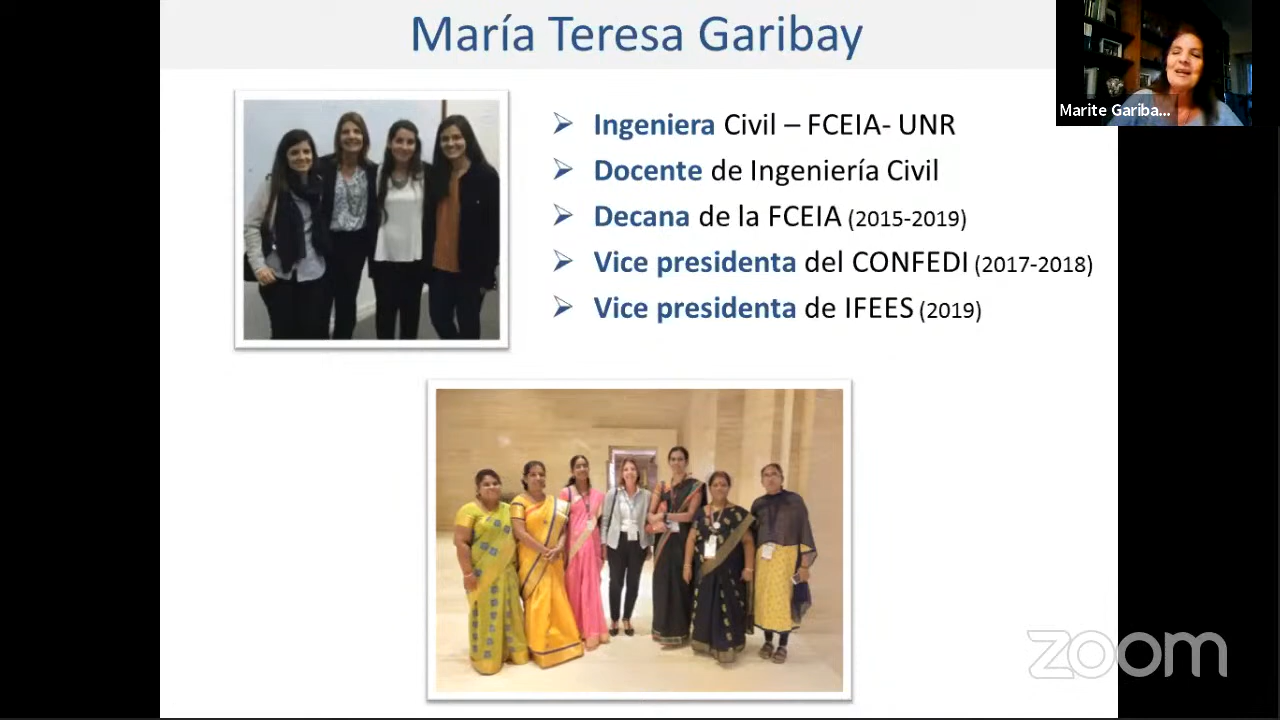 María Teresa Garibay
Marite Gariba...
Ingeniera Civil – FCEIA- UNR
Docente de Ingeniería Civil
Decana de la FCEIA (2015-2019)
Vice presidenta del CONFEDI (2017-2018)
Vice presidenta de IFEES (2019)
zoom